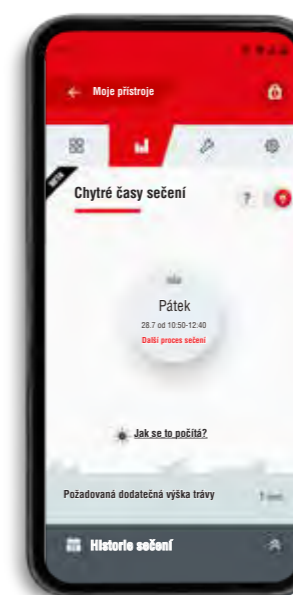 Moje přístroje
BETA
Chytré časy sečení
?
Pátek
28.7 od 10:50-12:40
Další proces sečení
Jak se to počítá?
Požadovaná dodatečná výška trávy
Historie sečení